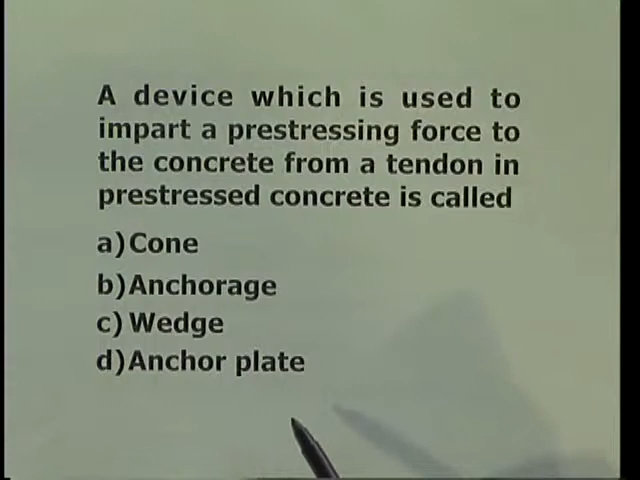 A device which is used to
impart a prestressing force to
the concrete from a tendon in
prestressed concrete is called
a)Cone
b)Anchorage
c) Wedge
d)Anchor plate